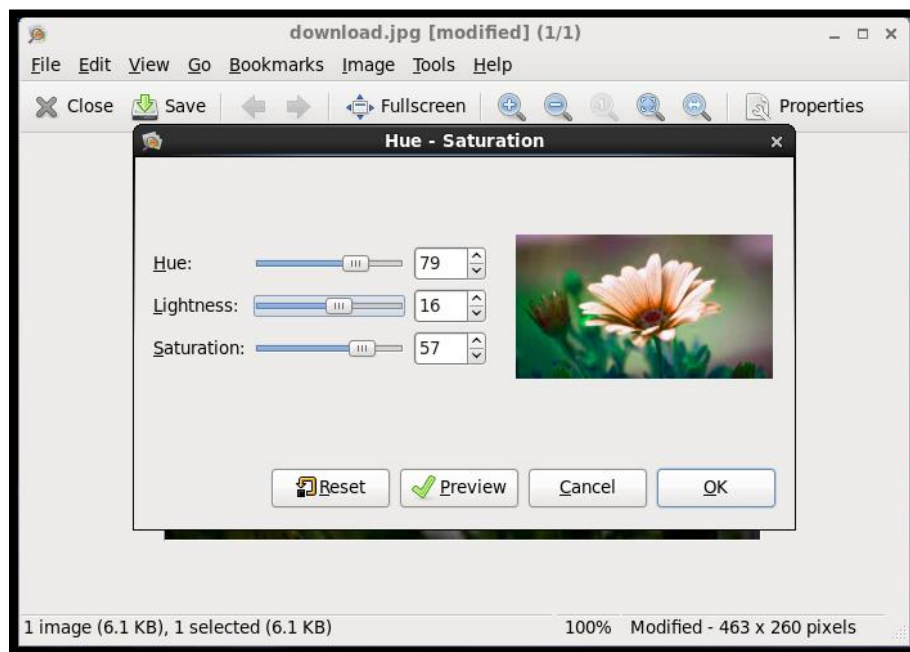 download.jpg [modified] (1/1)
File Edit View Go Bookmarks Image Tools Help
Close Save Fullscreen Properties
Hue - Saturation
Hue: 79
Lightness: 16
Saturation: 57
Reset Preview Cancel OK
1 image (6.1 KB), 1 selected (6.1 KB) 100% Modified - 463 x 260 pixels